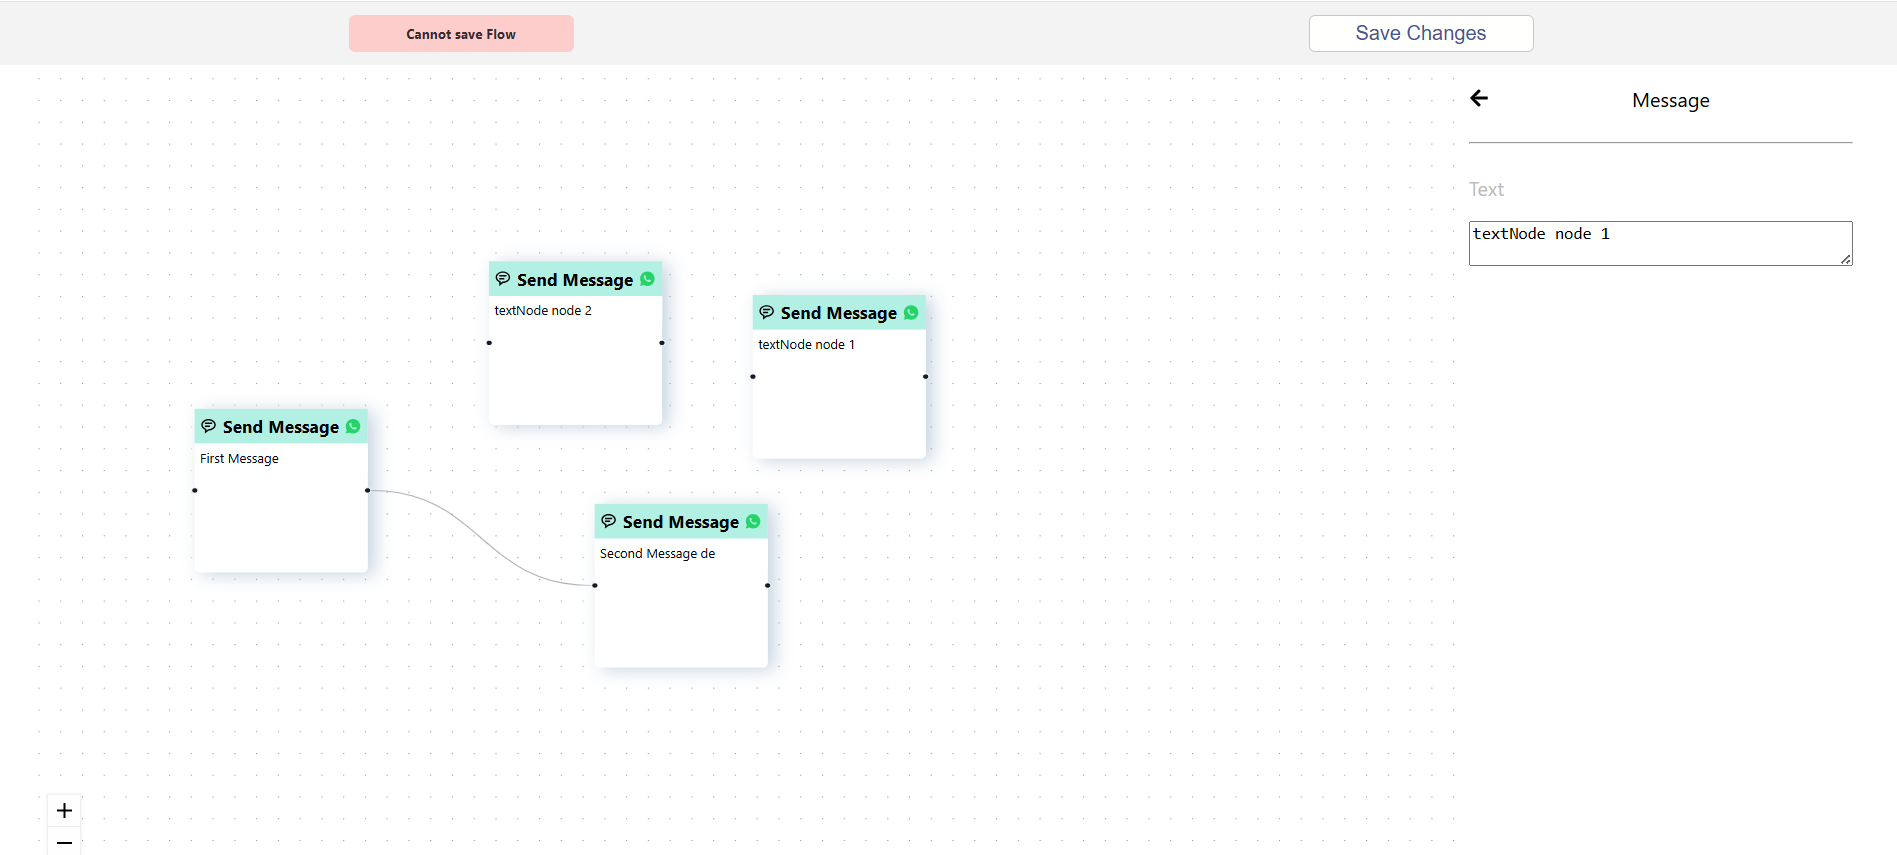 Cannot save Flow
Save Changes
Message
Text
textNode node 1
Send Message
textNode node 2
Send Message
textNode node 1
Send Message
First Message
Send Message
Second Message de